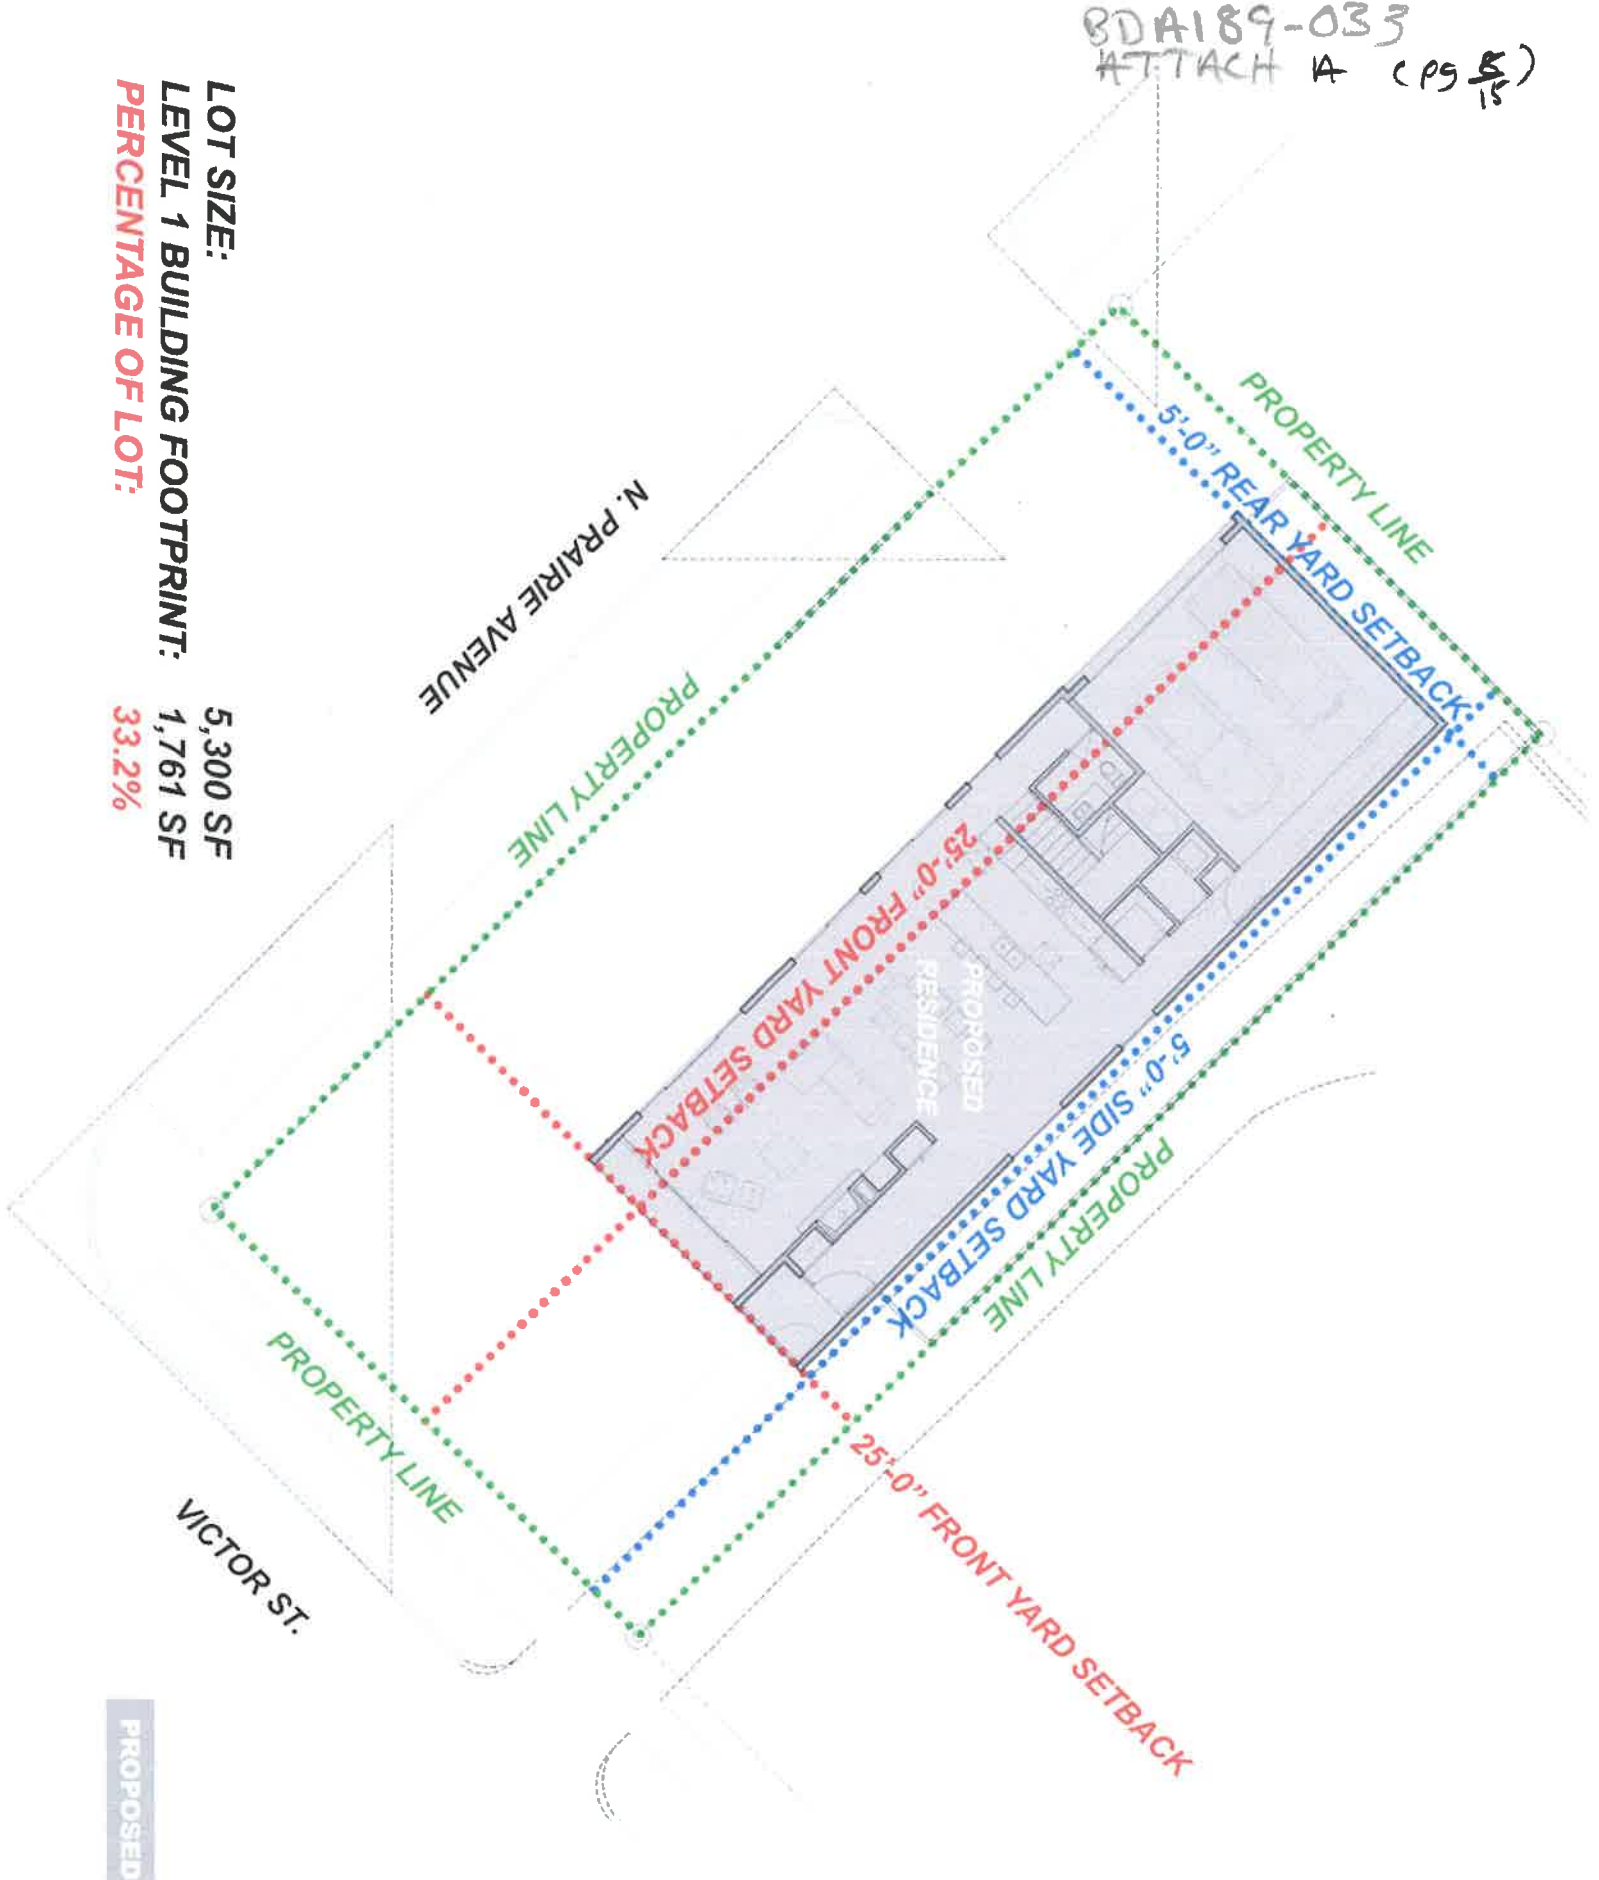 BDA189-033
ATTACH A (pg 8/15)
LOT SIZE: 5,300 SF
LEVEL 1 BUILDING FOOTPRINT: 1,761 SF
PERCENTAGE OF LOT: 33.2%
PROPERTY LINE
5'-0" REAR YARD SETBACK
N. PRAIRIE AVENUE
PROPERTY LINE
25'-0" FRONT YARD SETBACK
PROPOSED
RESIDENCE
5'-0" SIDE YARD SETBACK
PROPERTY LINE
PROPERTY LINE
25'-0" FRONT YARD SETBACK
VICTOR ST.
PROPOSED